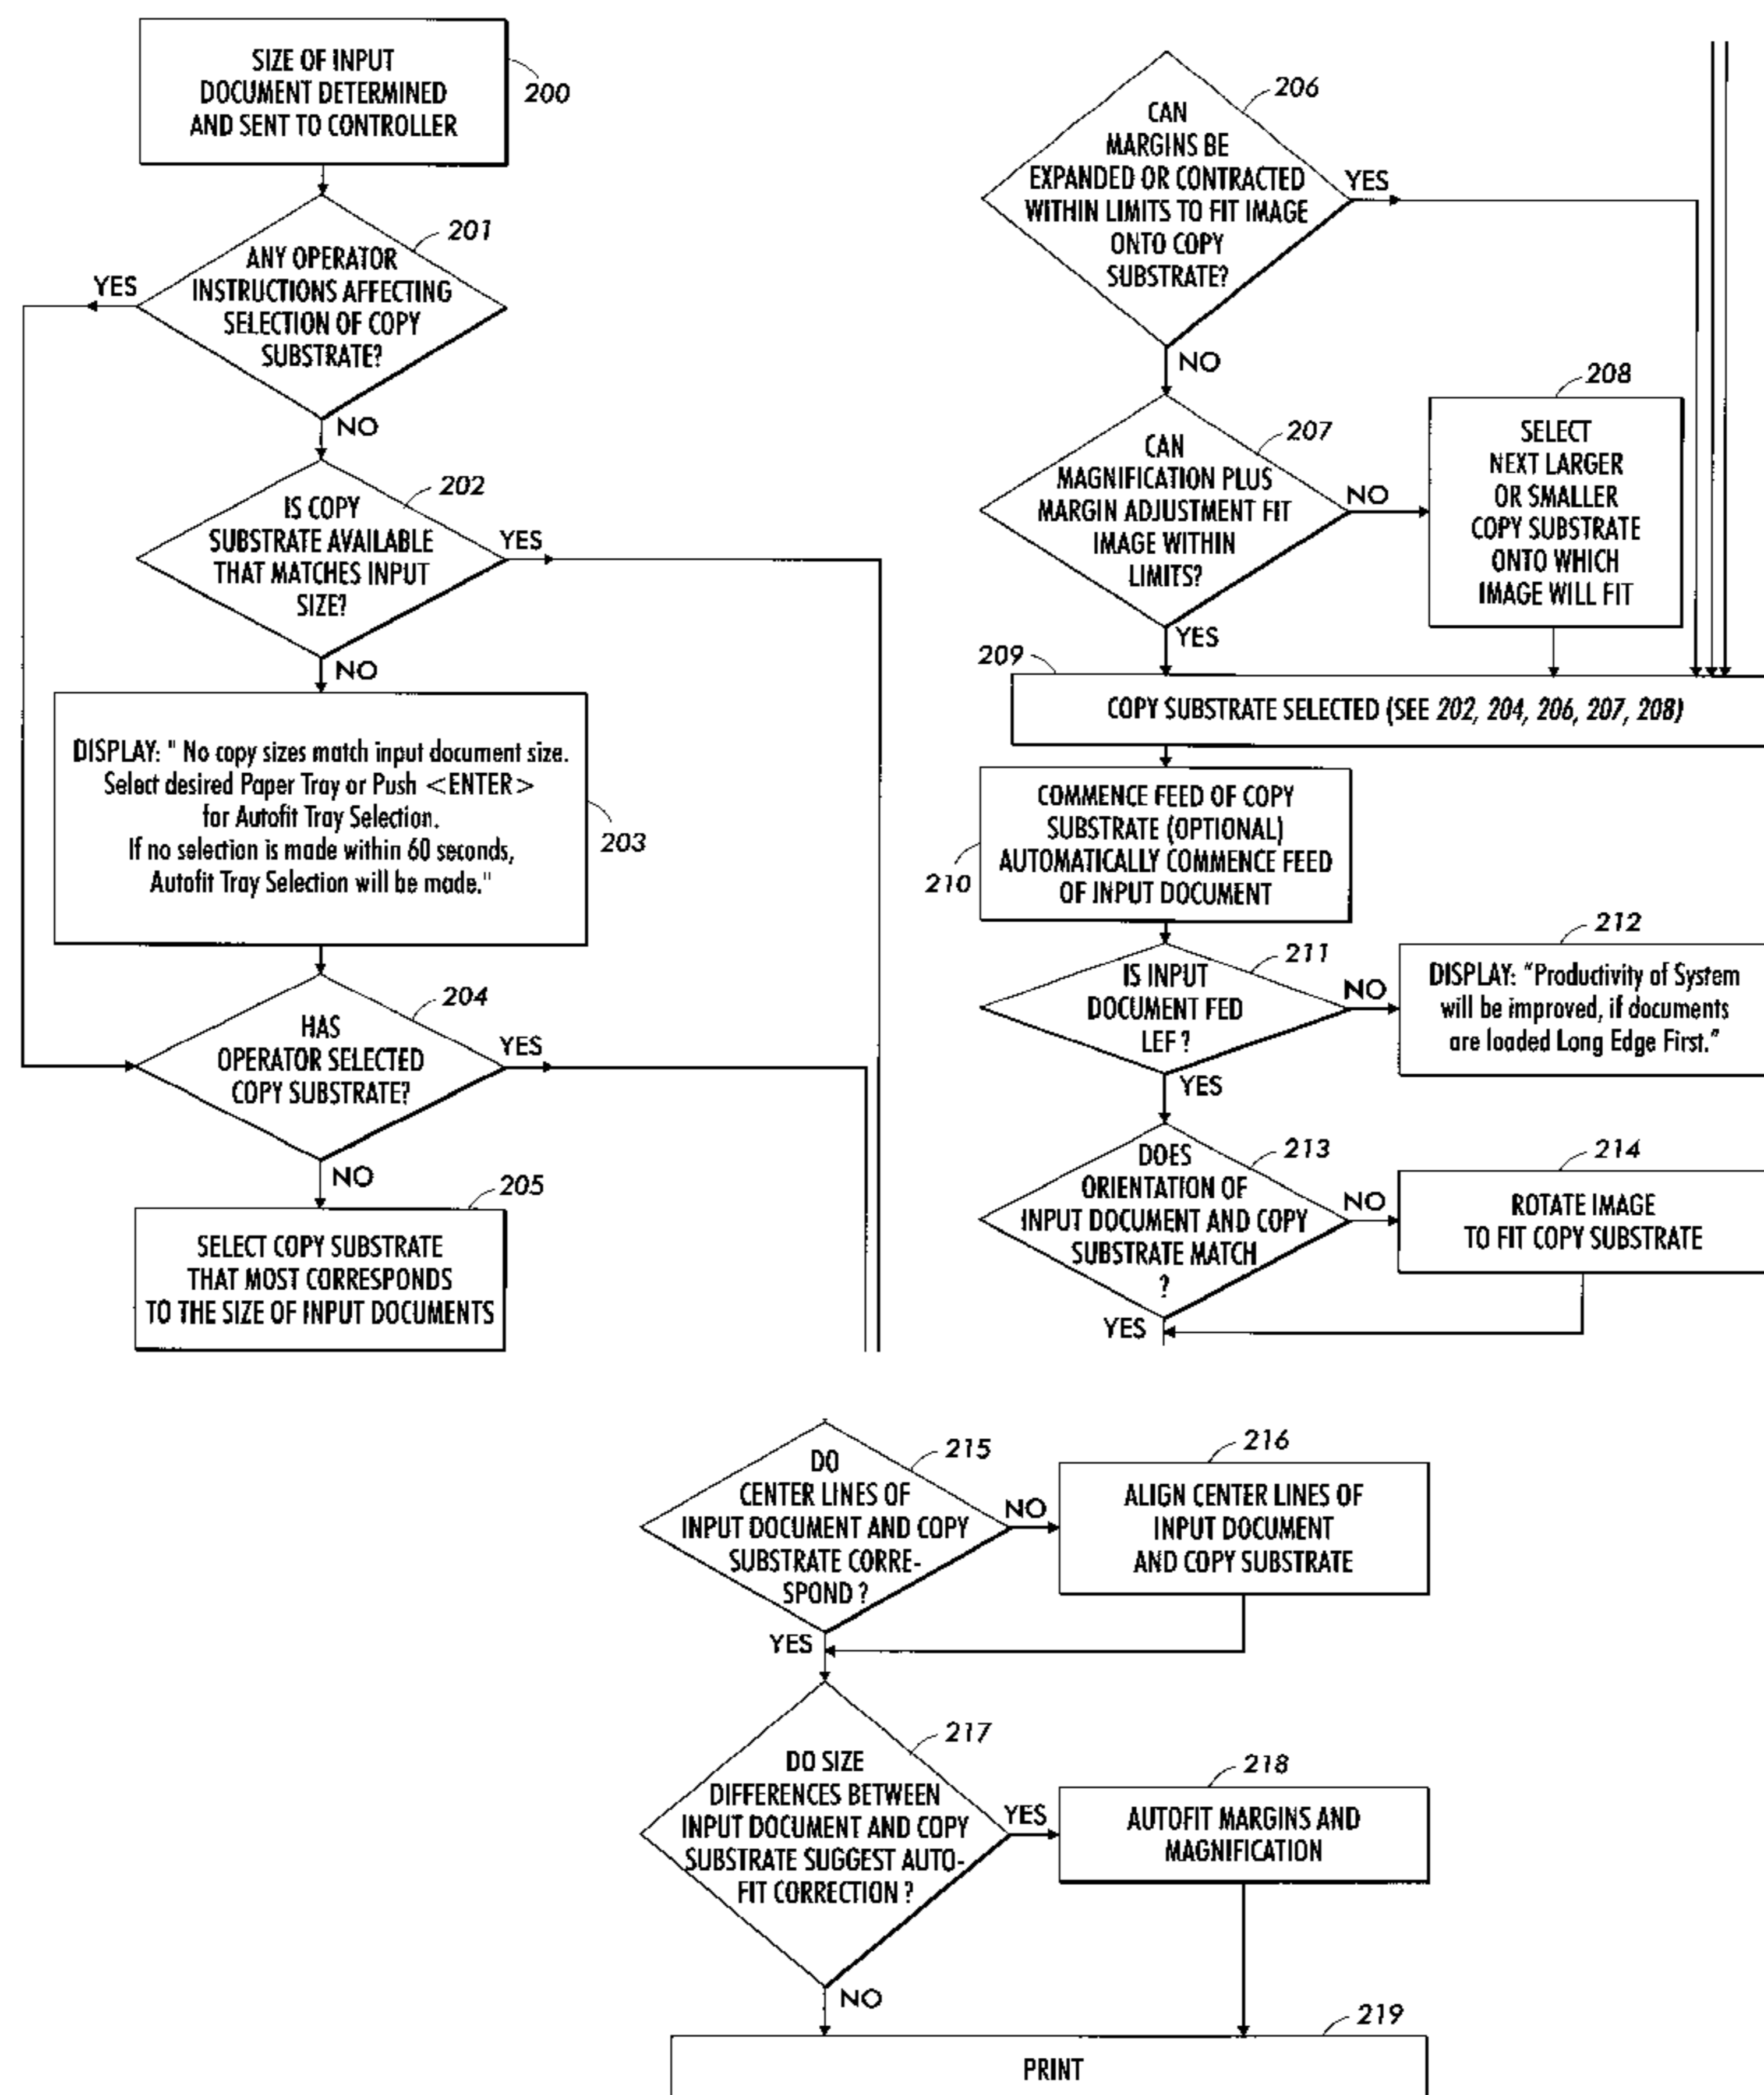 SIZE OF INPUT
DOCUMENT DETERMINED
AND SENT TO CONTROLLER
200
ANY OPERATOR
INSTRUCTIONS AFFECTING
SELECTION OF COPY
SUBSTRATE?
201
YES
NO
IS COPY
SUBSTRATE AVAILABLE
THAT MATCHES INPUT
SIZE?
202
YES
NO
DISPLAY: " No copy sizes match input document size.
Select desired Paper Tray or Push <ENTER>
for Autofit Tray Selection.
If no selection is made within 60 seconds,
Autofit Tray Selection will be made."
203
HAS
OPERATOR SELECTED
COPY SUBSTRATE?
204
YES
NO
205
SELECT COPY SUBSTRATE
THAT MOST CORRESPONDS
TO THE SIZE OF INPUT DOCUMENTS
206
CAN
MARGINS BE
EXPANDED OR CONTRACTED
WITHIN LIMITS TO FIT IMAGE
ONTO COPY
SUBSTRATE?
YES
NO
207
CAN
MAGNIFICATION PLUS
MARGIN ADJUSTMENT FIT
IMAGE WITHIN
LIMITS?
NO
YES
208
SELECT
NEXT LARGER
OR SMALLER
COPY SUBSTRATE
ONTO WHICH
IMAGE WILL FIT
209
COPY SUBSTRATE SELECTED (SEE 202, 204, 206, 207, 208)
COMMENCE FEED OF COPY
SUBSTRATE (OPTIONAL)
AUTOMATICALLY COMMENCE FEED
OF INPUT DOCUMENT
210
211
IS INPUT
DOCUMENT FED
LEF ?
NO
YES
212
DISPLAY: "Productivity of System
will be improved, if documents
are loaded Long Edge First."
213
DOES
ORIENTATION OF
INPUT DOCUMENT AND COPY
SUBSTRATE MATCH
?
NO
YES
214
ROTATE IMAGE
TO FIT COPY SUBSTRATE
215
DO
CENTER LINES OF
INPUT DOCUMENT AND COPY
SUBSTRATE CORRE-
SPOND ?
NO
YES
216
ALIGN CENTER LINES OF
INPUT DOCUMENT
AND COPY SUBSTRATE
217
DO SIZE
DIFFERENCES BETWEEN
INPUT DOCUMENT AND COPY
SUBSTRATE SUGGEST AUTO-
FIT CORRECTION ?
YES
NO
218
AUTOFIT MARGINS AND
MAGNIFICATION
219
PRINT